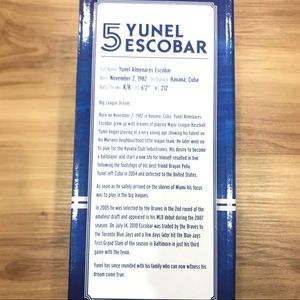 5 YUNEL
ESCOBAR
Full Name: Yunel Almenares Escobar
Born: November 2, 1982 Birthplace: Havana, Cuba
Bats/Throws: R/R HT: 6'2" WT: 212
Big League Dream
Born on November 2, 1982 in Havana, Cuba, Yunel Almenares
Escobar grew up with dreams of playing Major League Baseball.
Yunel began playing at a very young age showing his talent on
his Mariano neighborhood little league team. He later went on
to play for the Havana Club Industriales. His desire to become
a ballplayer and start a new life for himself resulted in him
following the footsteps of his best friend Brayan Peña.
Yunel left Cuba in 2004 and defected to the United States.
As soon as he safely arrived on the shores of Miami his focus
was to play in the big leagues.
In 2005 he was selected by the Braves in the 2nd round of the
amateur draft and appeared in his MLB debut during the 2007
season. On July 14, 2010 Escobar was traded by the Braves to
the Toronto Blue Jays and a few days later hit the Blue Jays
first Grand Slam of the season in Baltimore in just his third
game with the team.
Yunel has since reunited with his family who can now witness his
dream come true.